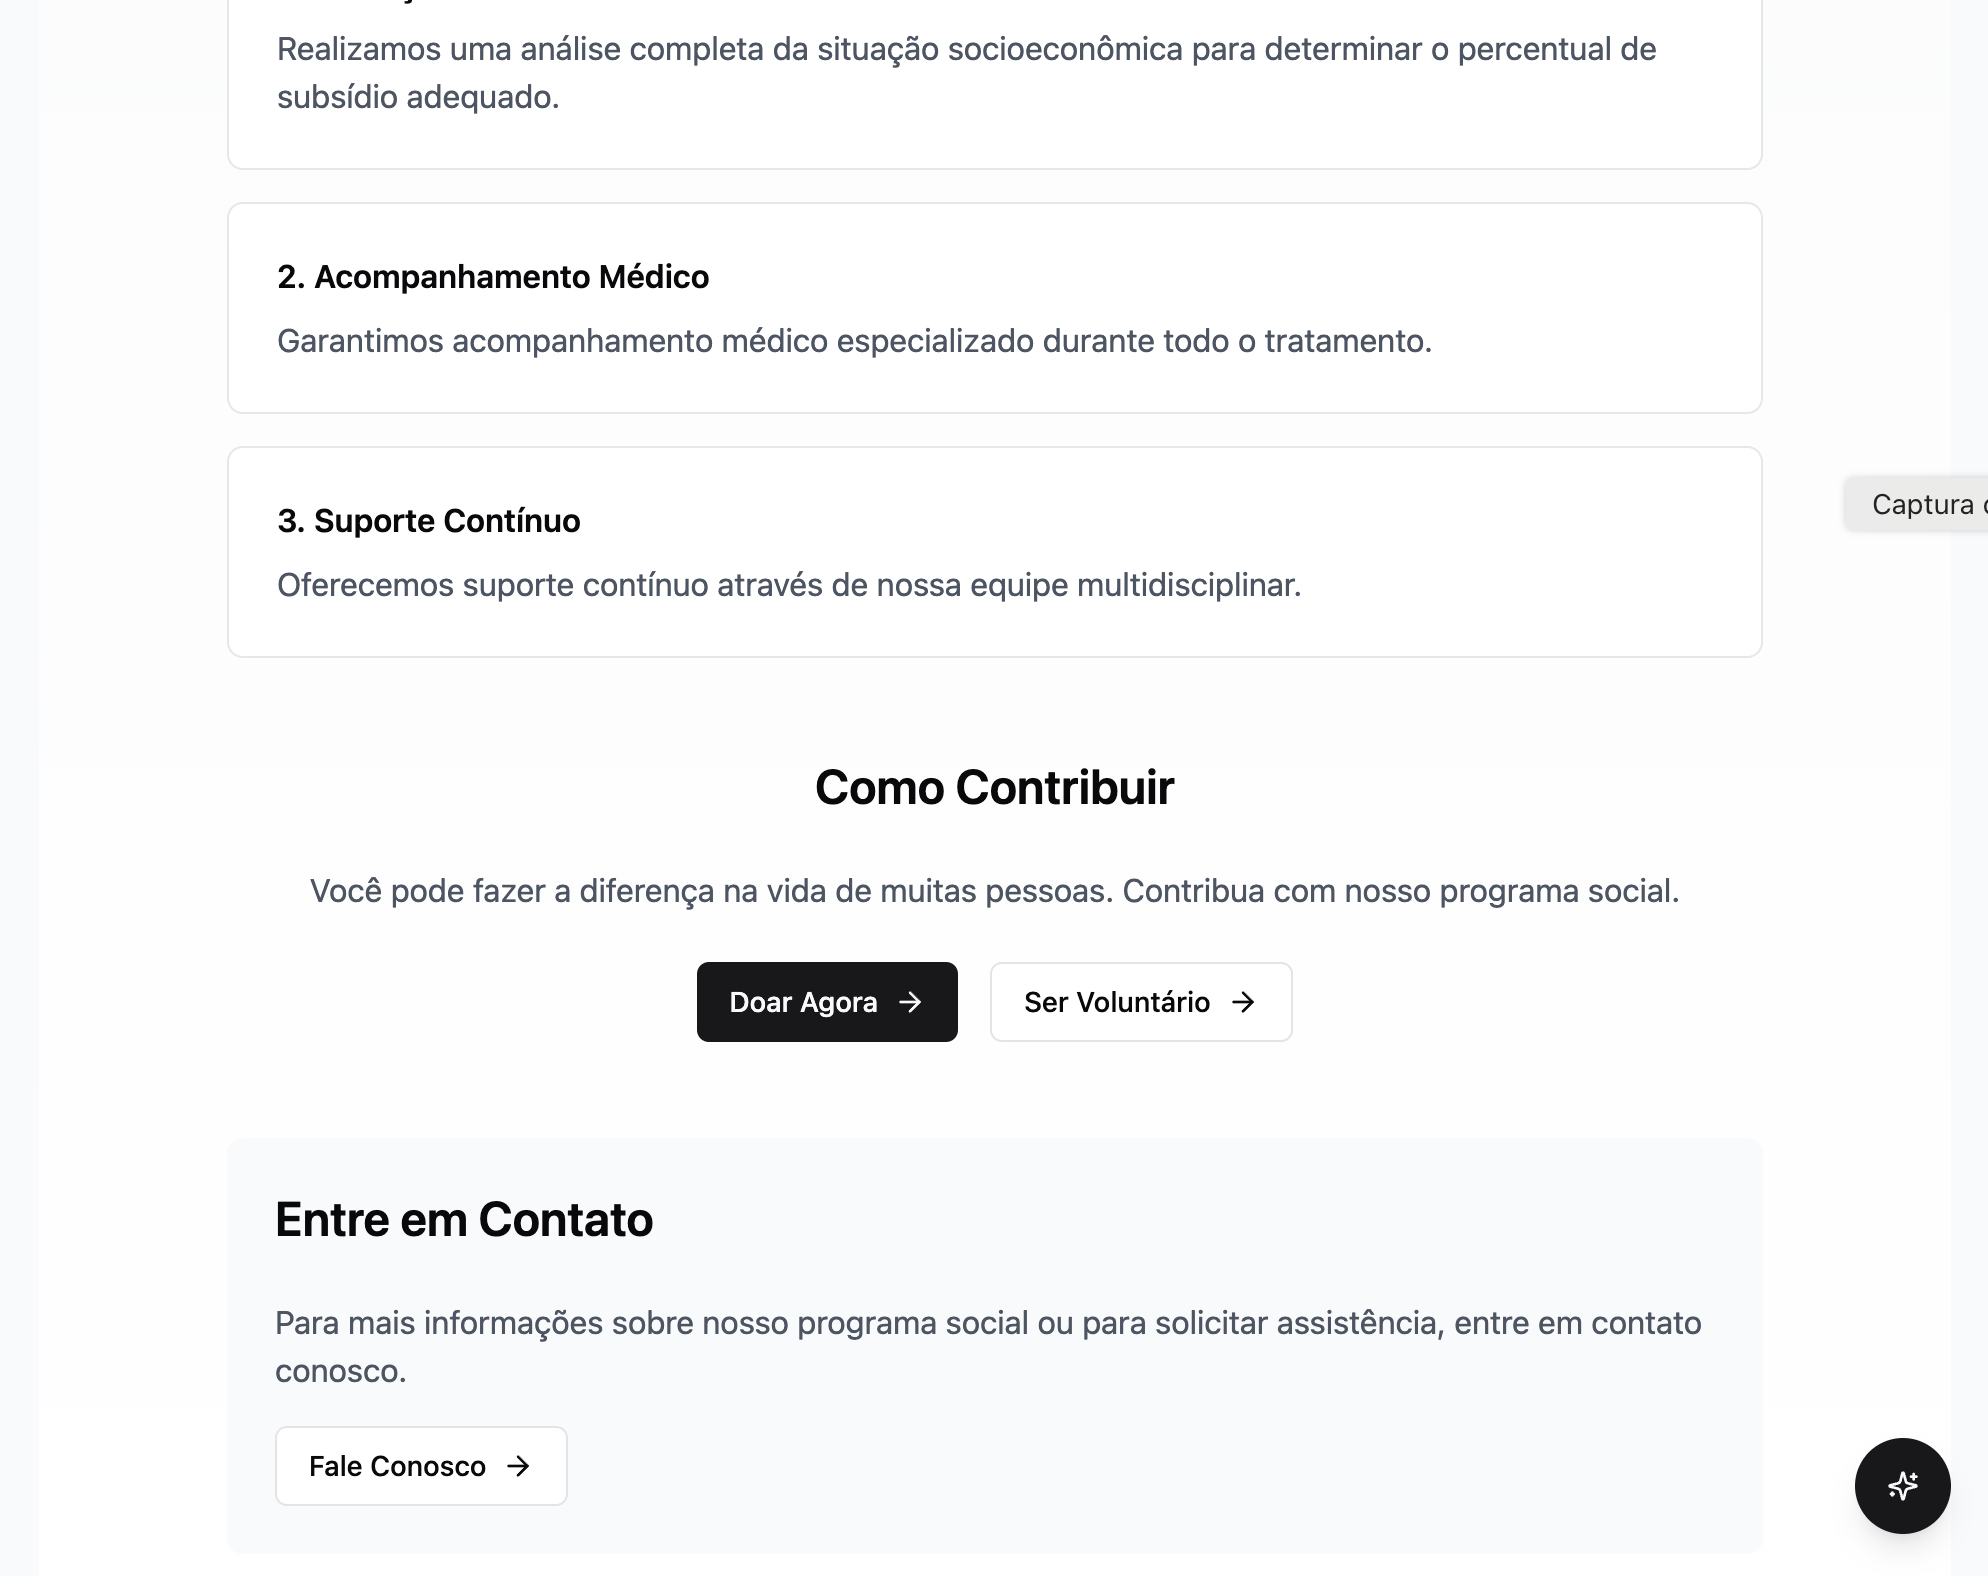 Realizamos uma análise completa da situação socioeconômica para determinar o percentual de
subsídio adequado.
2. Acompanhamento Médico
Garantimos acompanhamento médico especializado durante todo o tratamento.
3. Suporte Contínuo
Captura
Oferecemos suporte contínuo através de nossa equipe multidisciplinar.
Como Contribuir
Você pode fazer a diferença na vida de muitas pessoas. Contribua com nosso programa social.
Doar Agora →
Ser Voluntário →
Entre em Contato
Para mais informações sobre nosso programa social ou para solicitar assistência, entre em contato
conosco.
Fale Conosco →